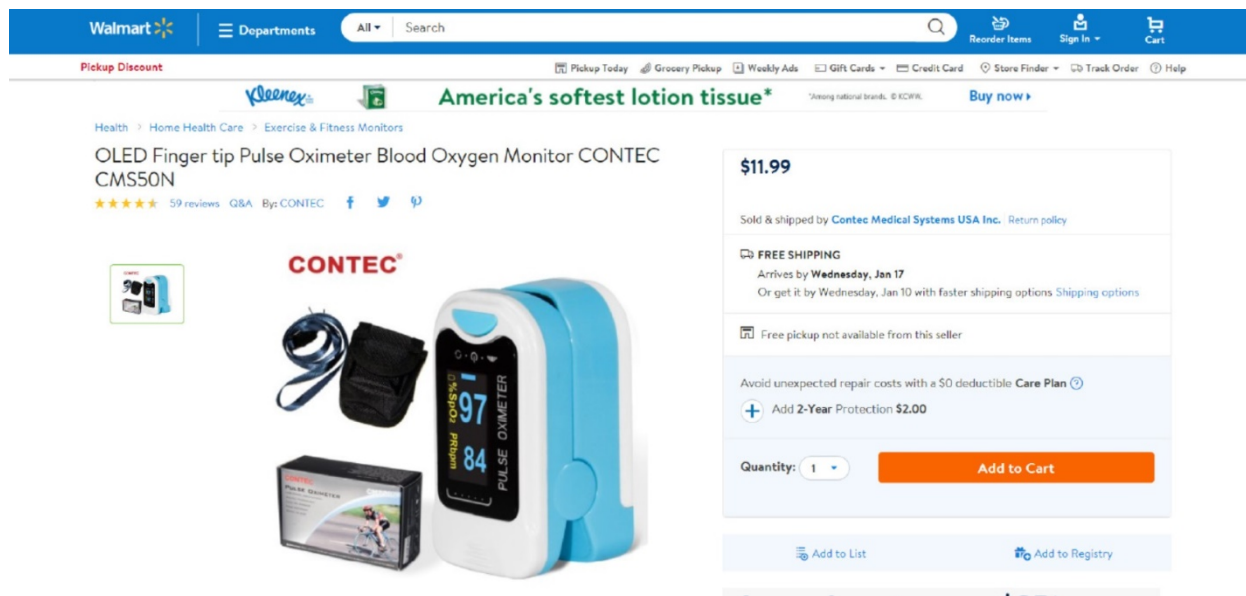 Walmart
Departments
All
Search
Reorder Items
Sign In
Cart
Pickup Discount
Pickup Today
Grocery Pickup
Weekly Ads
Gift Cards
Credit Card
Store Finder
Track Order
Help
Kleenex
America's softest lotion tissue*
*Among national brands. © KCWW.
Buy now
Health > Home Health Care > Exercise & Fitness Monitors
OLED Finger tip Pulse Oximeter Blood Oxygen Monitor CONTEC
CMS50N
59 reviews Q&A By: CONTEC
CONTEC®
%SpO2
97
PRbpm
84
PULSE OXIMETER
CONTEC
PULSE OXIMETER
$11.99
Sold & shipped by Contec Medical Systems USA Inc. | Return policy
FREE SHIPPING
Arrives by Wednesday, Jan 17
Or get it by Wednesday, Jan 10 with faster shipping options Shipping options
Free pickup not available from this seller
Avoid unexpected repair costs with a $0 deductible Care Plan
Add 2-Year Protection $2.00
Quantity: 1
Add to Cart
Add to List
Add to Registry